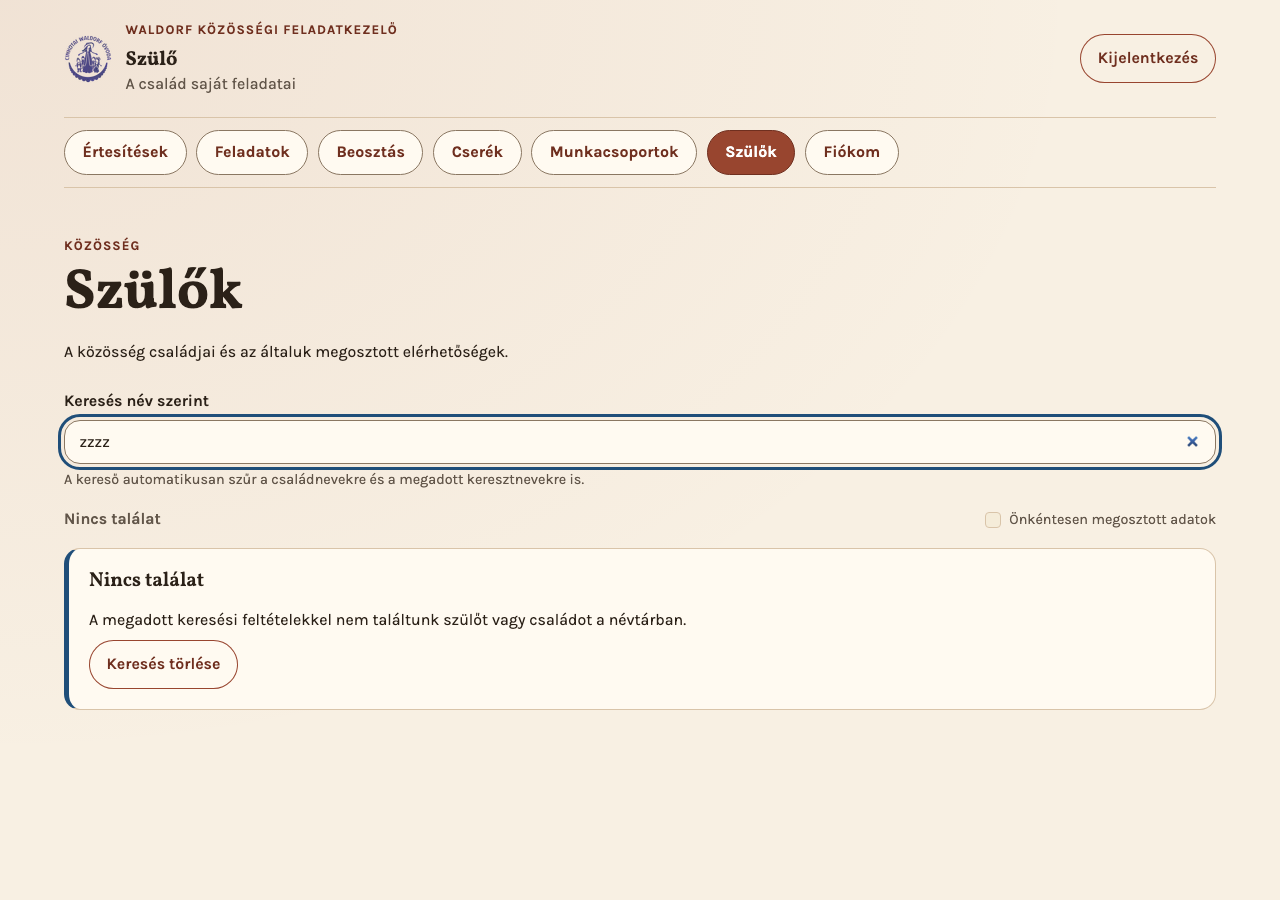 WALDORF KÖZÖSSÉGI FELADATKEZELŐ
Szülő
A család saját feladatai
Kijelentkezés
Értesítések
Feladatok
Beosztás
Cserék
Munkacsoportok
Szülők
Fiókom
KÖZÖSSÉG
Szülők
A közösség családjai és az általuk megosztott elérhetőségek.
Keresés név szerint
zzzz
A kereső automatikusan szűr a családnevekre és a megadott keresztnevekre is.
Nincs találat
Önkéntesen megosztott adatok
Nincs találat
A megadott keresési feltételekkel nem találtunk szülőt vagy családot a névtárban.
Keresés törlése